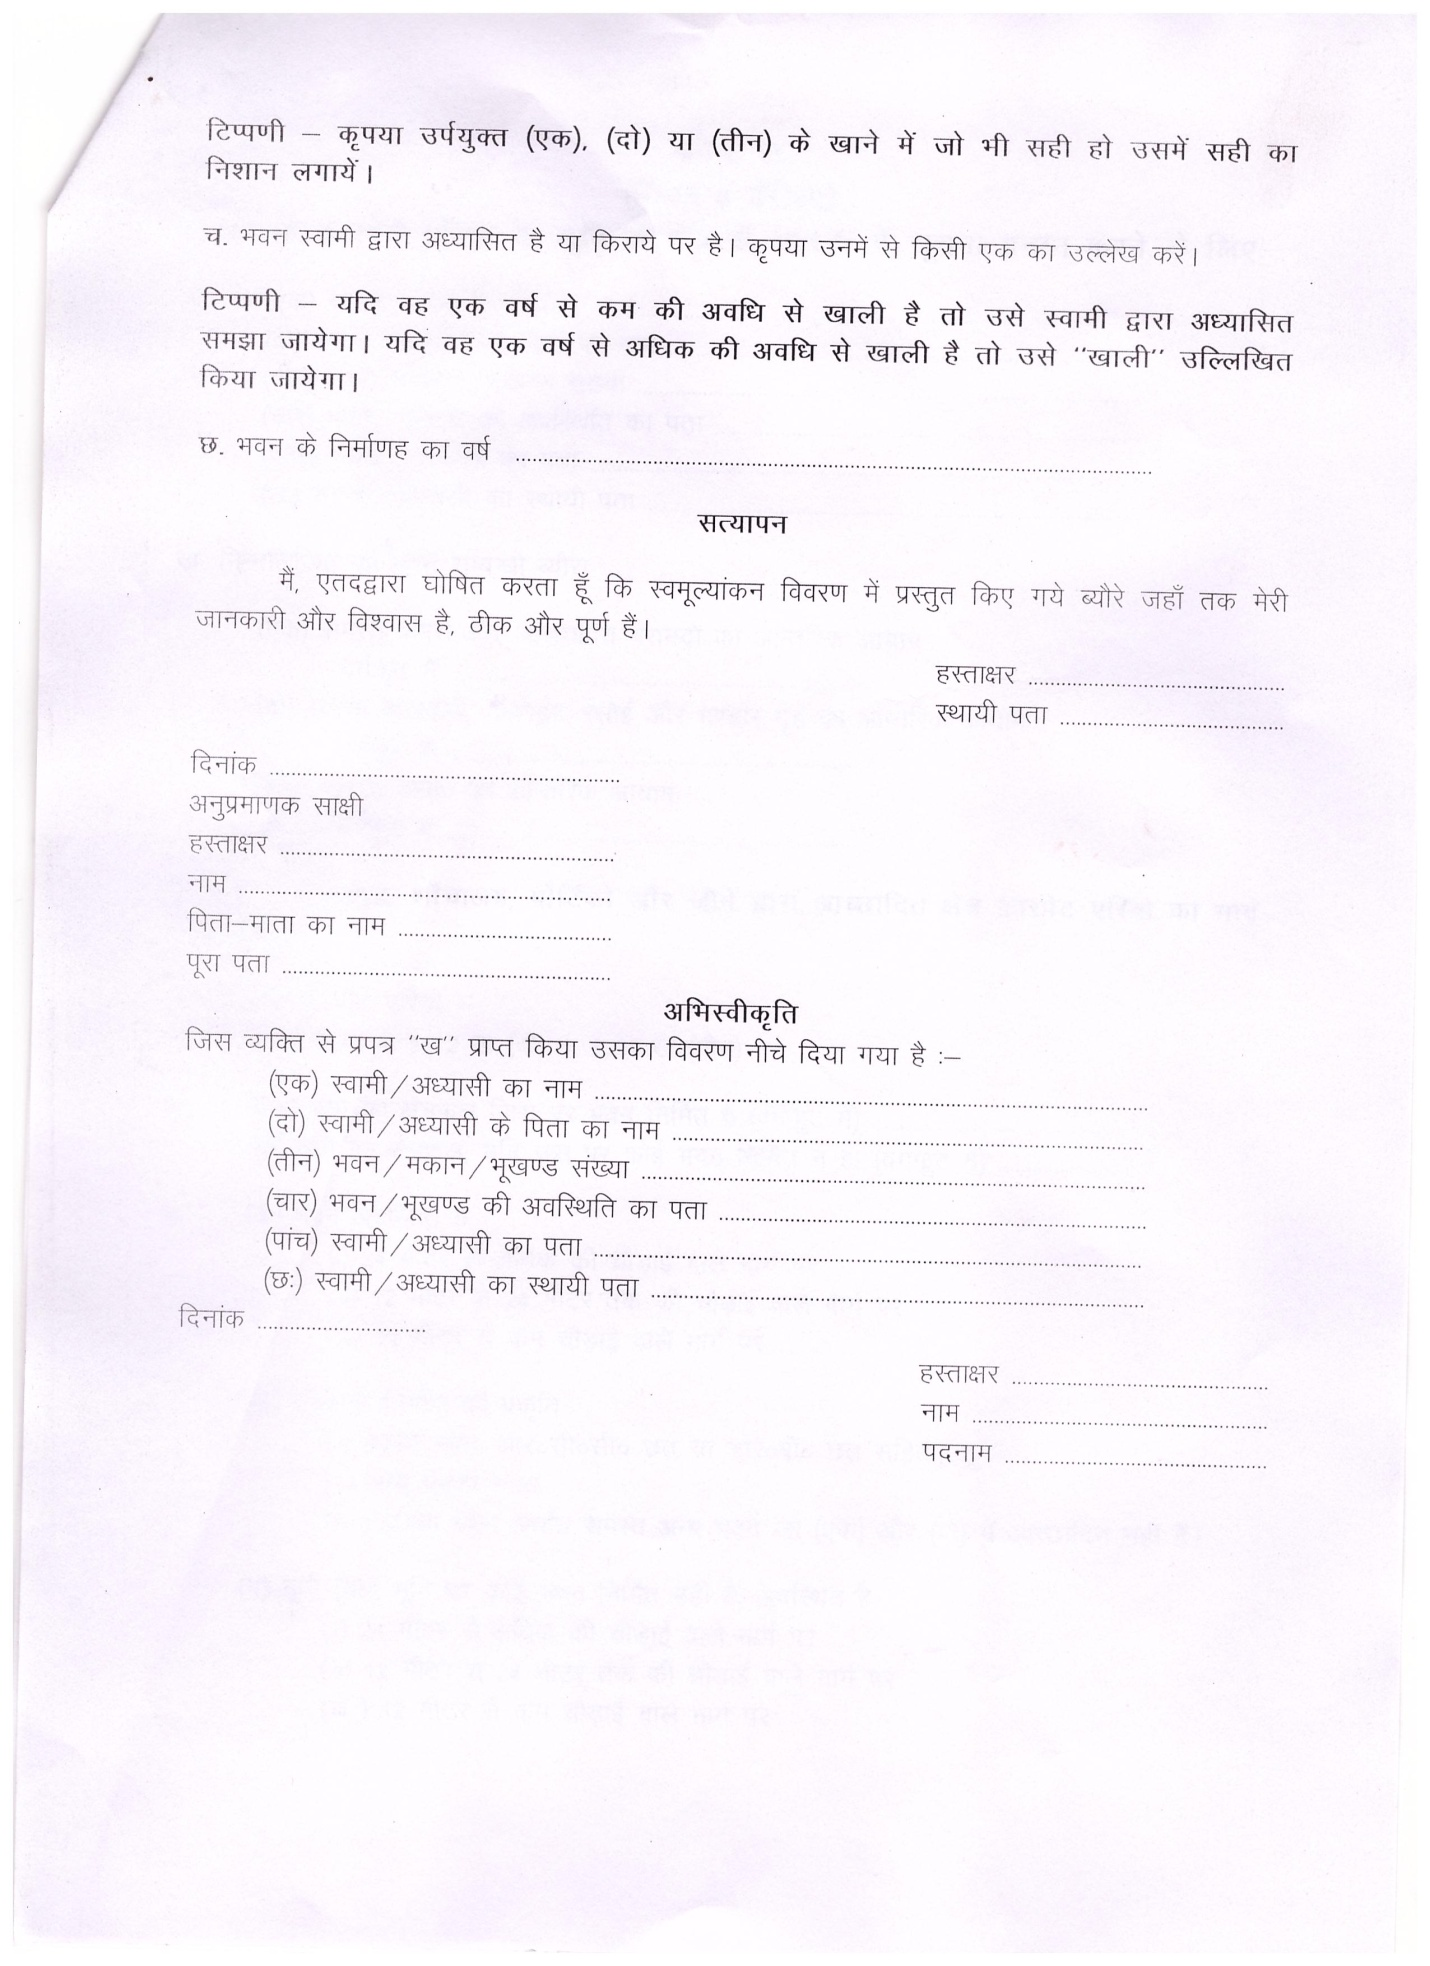 टिप्पणी – कृपया उर्पयुक्त (एक), (दो) या (तीन) के खाने में जो भी सही हो उसमें सही का
निशान लगायें।
च. भवन स्वामी द्वारा अध्यासित है या किराये पर है। कृपया उनमें से किसी एक का उल्लेख करें।
टिप्पणी – यदि वह एक वर्ष से कम की अवधि से खाली है तो उसे स्वामी द्वारा अध्यासित
समझा जायेगा। यदि वह एक वर्ष से अधिक की अवधि से खाली है तो उसे ''खाली'' उल्लिखित
किया जायेगा।
छ. भवन के निर्माणह का वर्ष ........................
सत्यापन
मैं, एतदद्वारा घोषित करता हूँ कि स्वमूल्यांकन विवरण में प्रस्तुत किए गये ब्यौरे जहाँ तक मेरी
जानकारी और विश्वास है, ठीक और पूर्ण हैं।
हस्ताक्षर ........................
स्थायी पता ........................
दिनांक ........................
अनुप्रमाणक साक्षी
हस्ताक्षर ........................
नाम ........................
पिता–माता का नाम ........................
पूरा पता ........................
अभिस्वीकृति
जिस व्यक्ति से प्रपत्र ''ख'' प्राप्त किया उसका विवरण नीचे दिया गया है :–
(एक) स्वामी/अध्यासी का नाम ........................
(दो) स्वामी/अध्यासी के पिता का नाम ........................
(तीन) भवन/मकान/भूखण्ड संख्या ........................
(चार) भवन/भूखण्ड की अवस्थिति का पता ........................
(पांच) स्वामी/अध्यासी का पता ........................
(छः) स्वामी/अध्यासी का स्थायी पता ........................
दिनांक ........................
हस्ताक्षर ........................
नाम ........................
पदनाम ........................